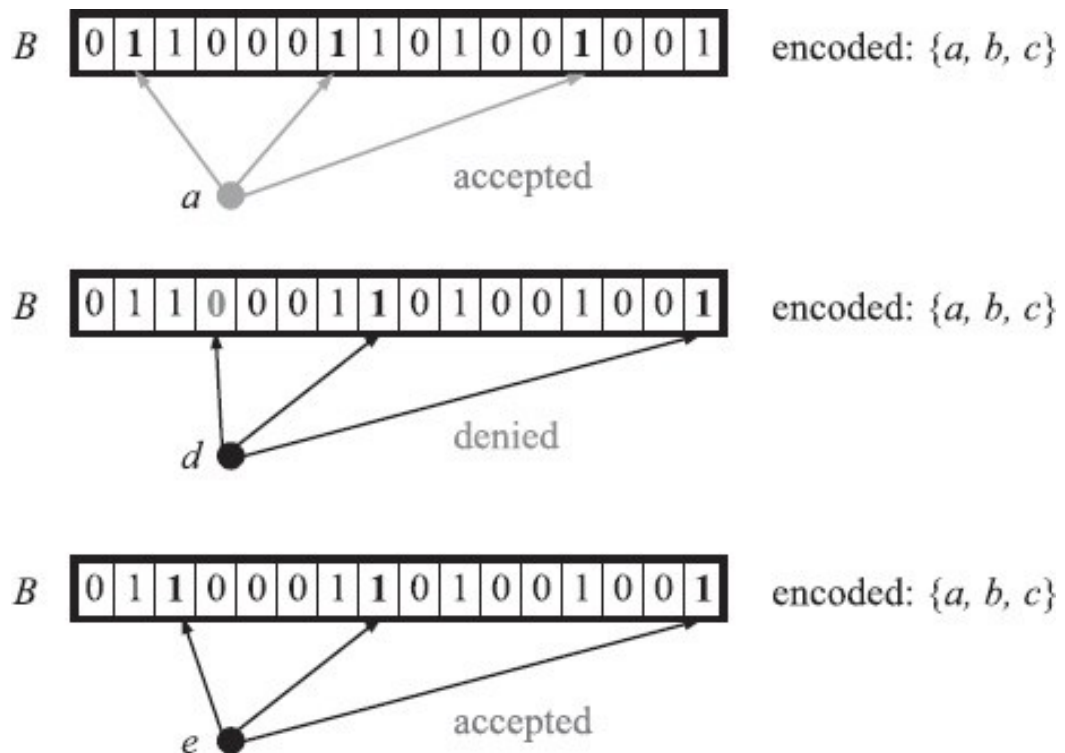 B 0 1 1 0 0 0 1 1 0 1 0 0 1 0 0 1 encoded: {a, b, c}
accepted
a
B 0 1 1 0 0 0 1 1 0 1 0 0 1 0 0 1 encoded: {a, b, c}
denied
d
B 0 1 1 0 0 0 1 1 0 1 0 0 1 0 0 1 encoded: {a, b, c}
accepted
e